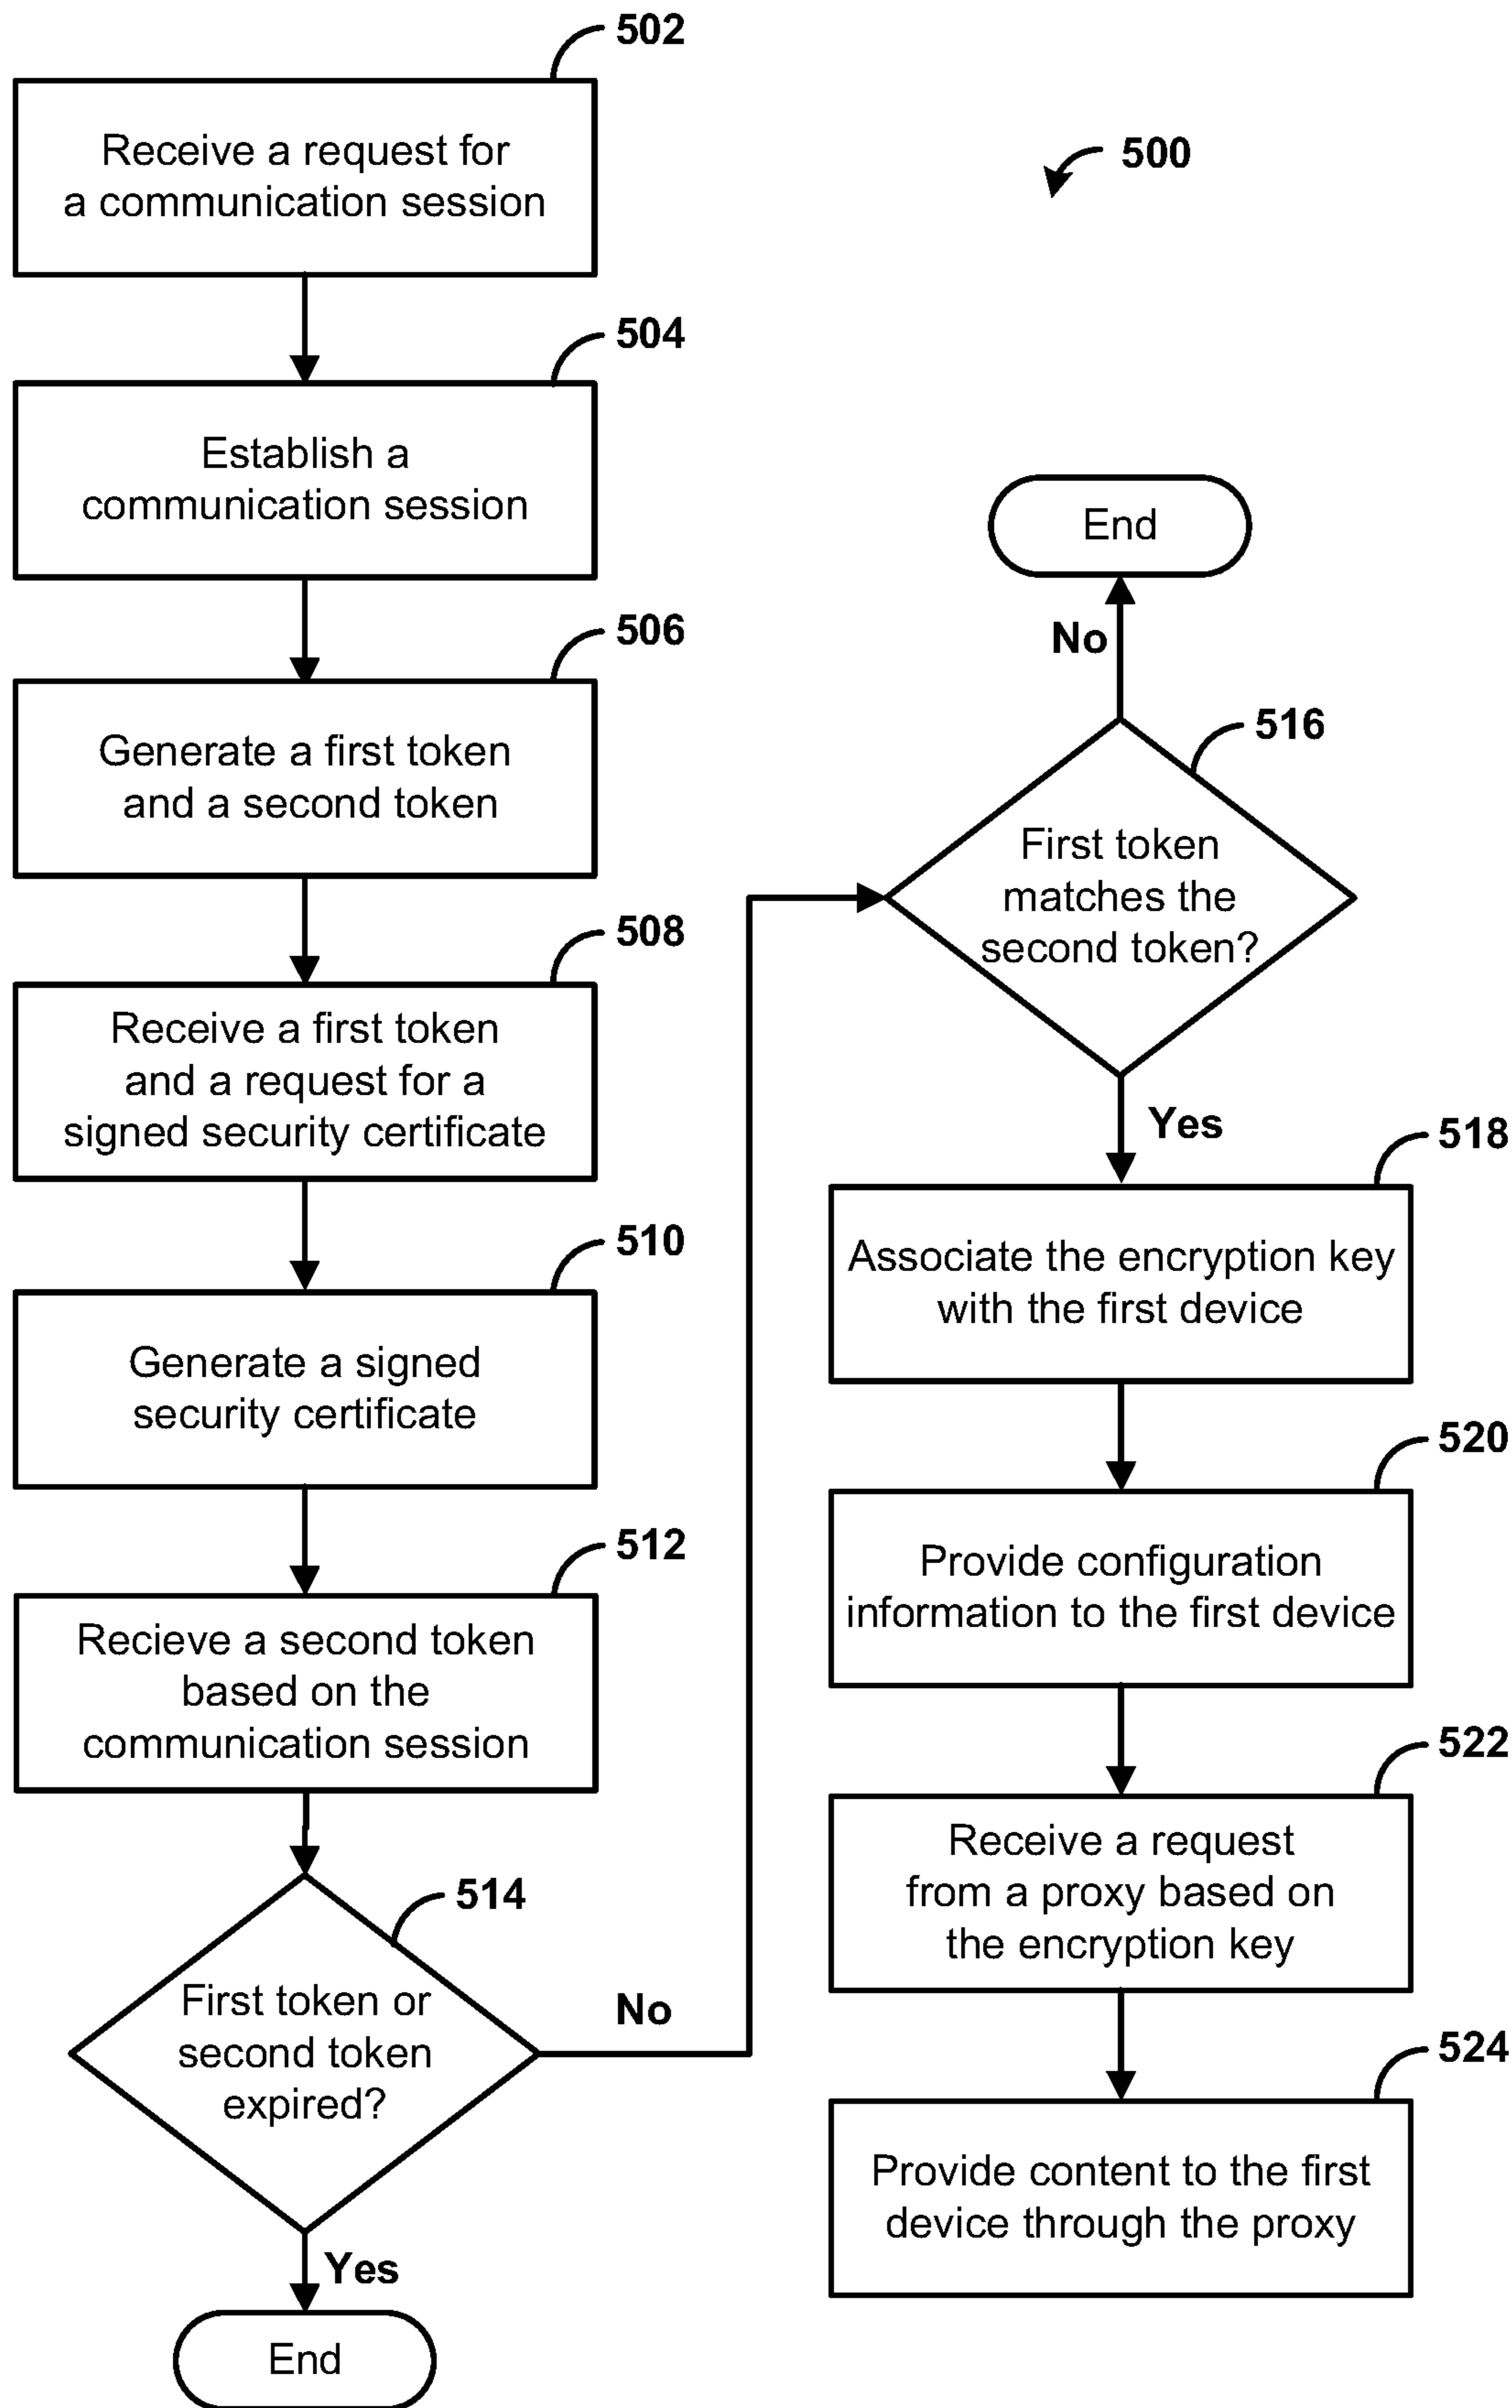 502
Receive a request for
a communication session
504
Establish a
communication session
506
Generate a first token
and a second token
508
Receive a first token
and a request for a
signed security certificate
510
Generate a signed
security certificate
512
Recieve a second token
based on the
communication session
514
First token or
second token
expired?
No
Yes
End
500
End
No
516
First token
matches the
second token?
Yes
518
Associate the encryption key
with the first device
520
Provide configuration
information to the first device
522
Receive a request
from a proxy based on
the encryption key
524
Provide content to the first
device through the proxy